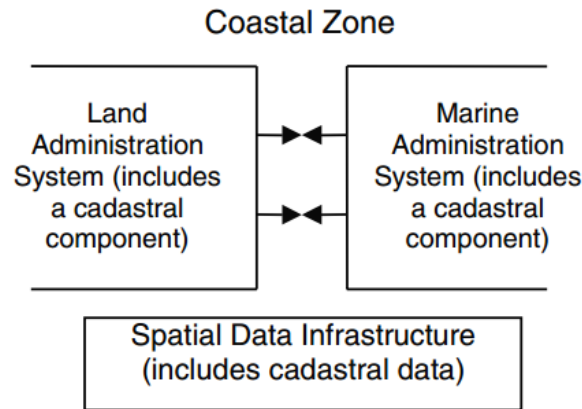 Coastal Zone
Land
Administration
System (includes
a cadastral
component)
Marine
Administration
System (includes
a cadastral
component)
Spatial Data Infrastructure
(includes cadastral data)